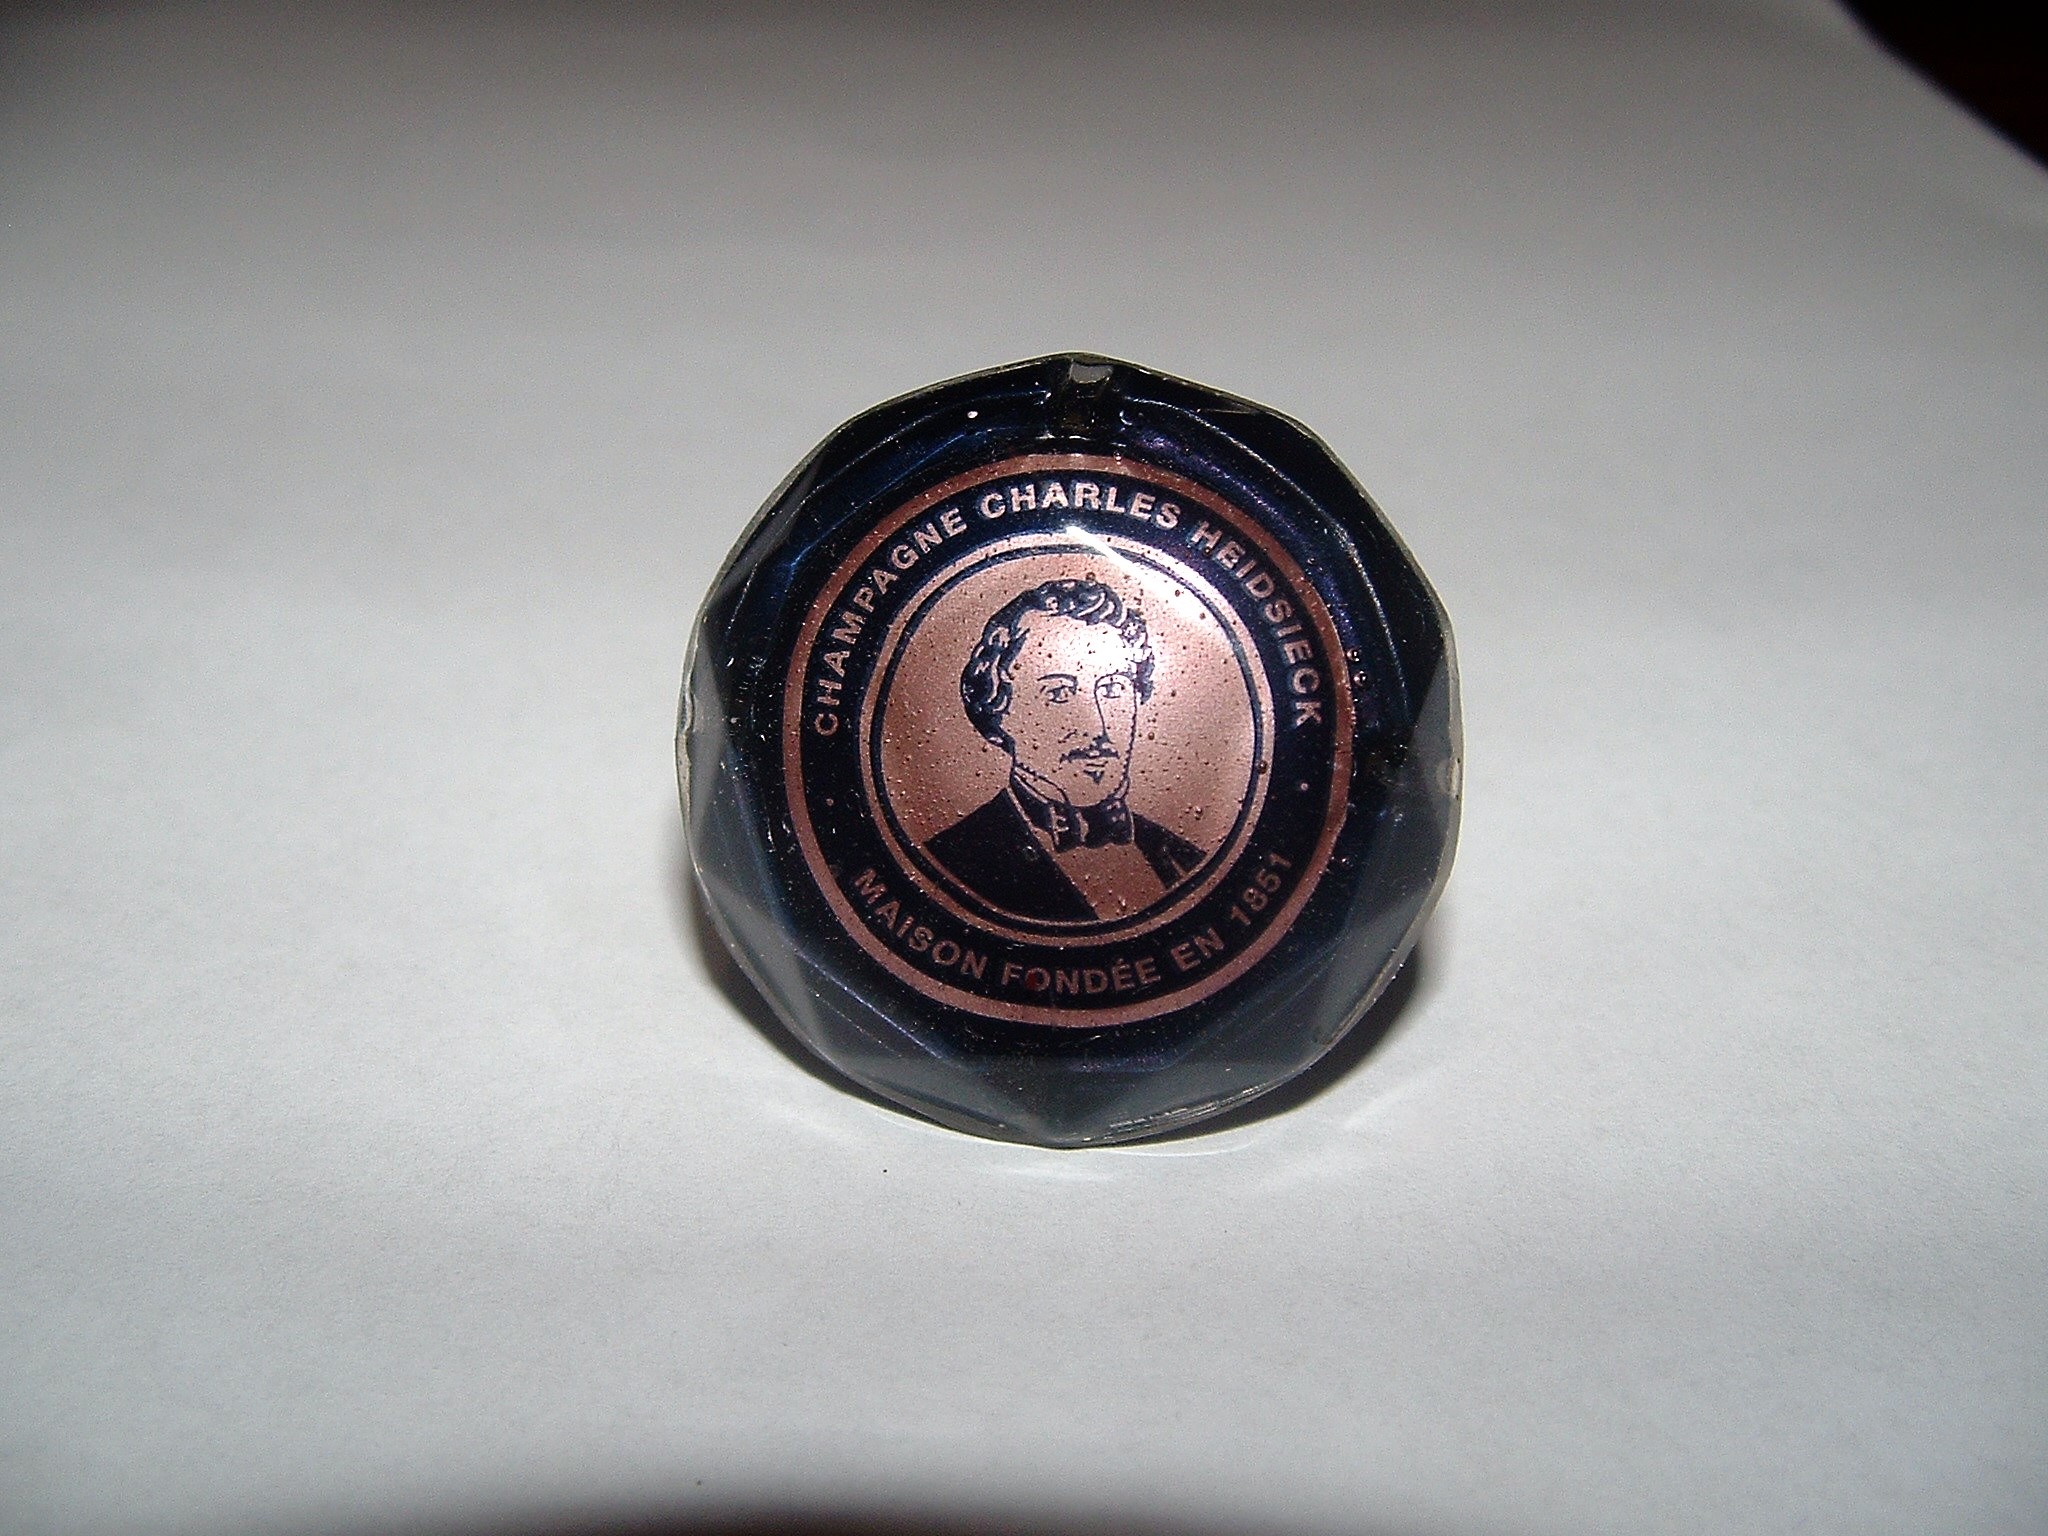 CHAMPAGNE CHARLES HEIDSIECK
MAISON FONDÉE EN 1851